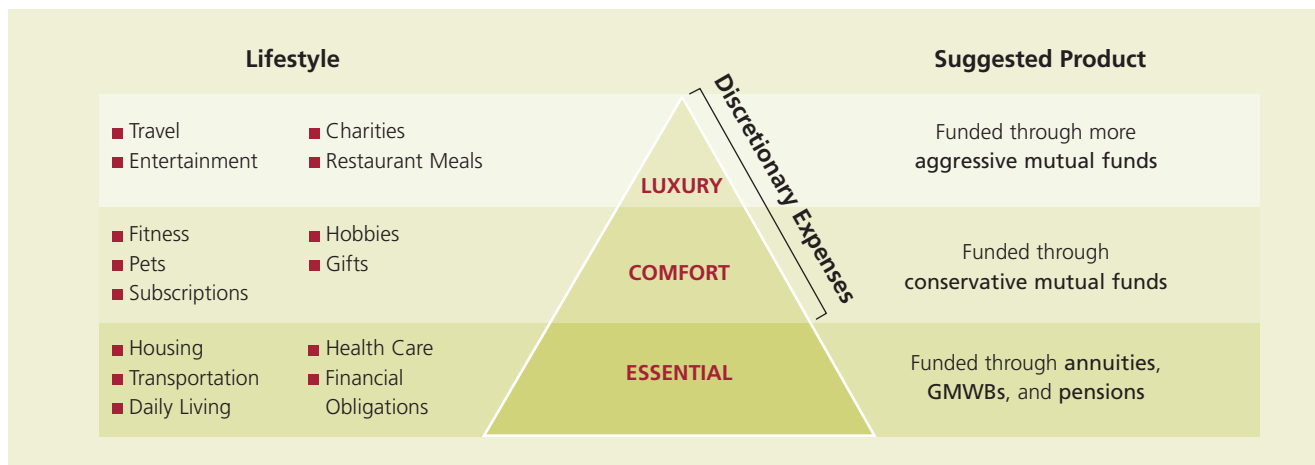 Lifestyle
Suggested Product
Discretionary Expenses
Travel
Entertainment
Charities
Restaurant Meals
LUXURY
Funded through more
aggressive mutual funds
Fitness
Pets
Subscriptions
Hobbies
Gifts
COMFORT
Funded through
conservative mutual funds
Housing
Transportation
Daily Living
Health Care
Financial
Obligations
ESSENTIAL
Funded through annuities,
GMWBs, and pensions